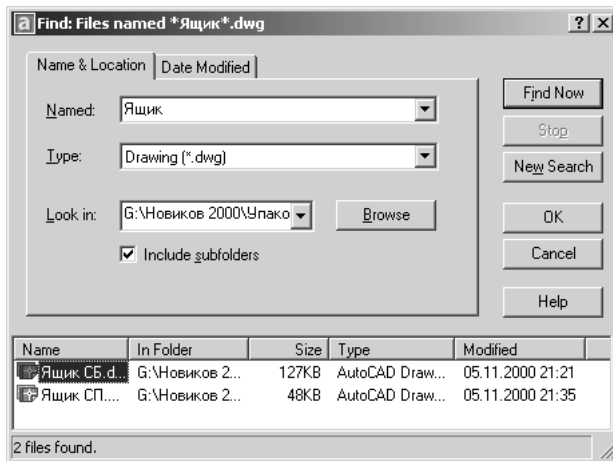 Find: Files named *Ящик*.dwg
Name & Location Date Modified
Named: Ящик
Type: Drawing (*.dwg)
Look in: G:\Новиков 2000\Упако
Browse
Include subfolders
Find Now
Stop
New Search
OK
Cancel
Help
Name In Folder Size Type Modified
Ящик СБ.d... G:\Новиков 2... 127KB AutoCAD Draw... 05.11.2000 21:21
Ящик СП.... G:\Новиков 2... 48KB AutoCAD Draw... 05.11.2000 21:35
2 files found.